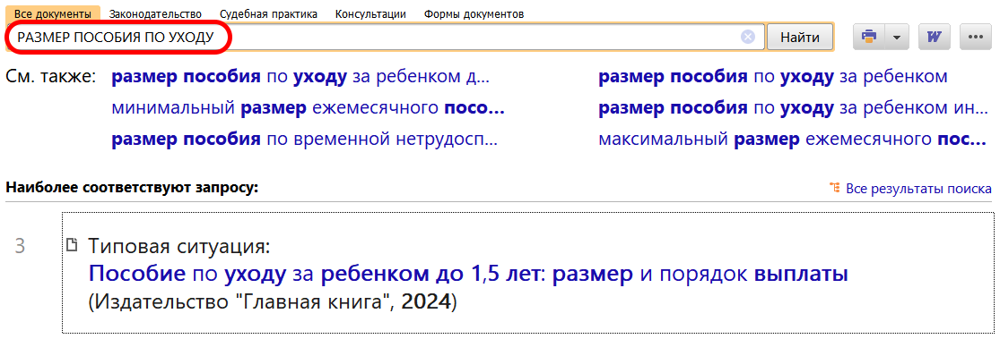 Все документы Законодательство Судебная практика Консультации Формы документов
РАЗМЕР ПОСОБИЯ ПО УХОДУ Найти W
См. также: размер пособия по уходу за ребенком д... размер пособия по уходу за ребенком
минимальный размер ежемесячного посо... размер пособия по уходу за ребенком ин...
размер пособия по временной нетрудосп... максимальный размер ежемесячного пос...
Наиболее соответствуют запросу: Все результаты поиска
3 Типовая ситуация:
Пособие по уходу за ребенком до 1,5 лет: размер и порядок выплаты
(Издательство "Главная книга", 2024)